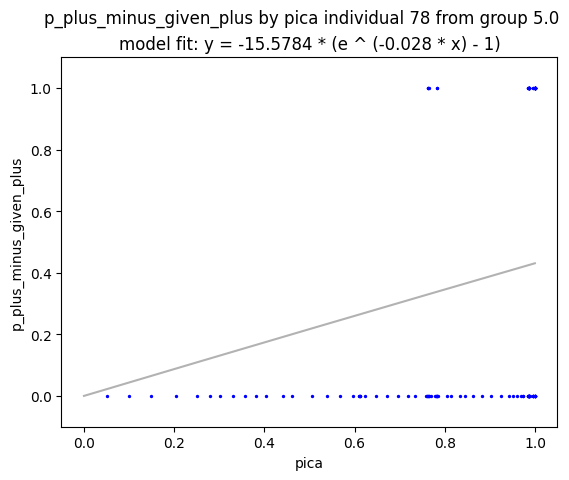 p_plus_minus_given_plus by pica individual 78 from group 5.0
model fit: y = -15.5784 * (e ^ (-0.028 * x) - 1)
1.0
0.8
0.6
0.4
0.2
0.0
p_plus_minus_given_plus
0.0 0.2 0.4 0.6 0.8 1.0
pica